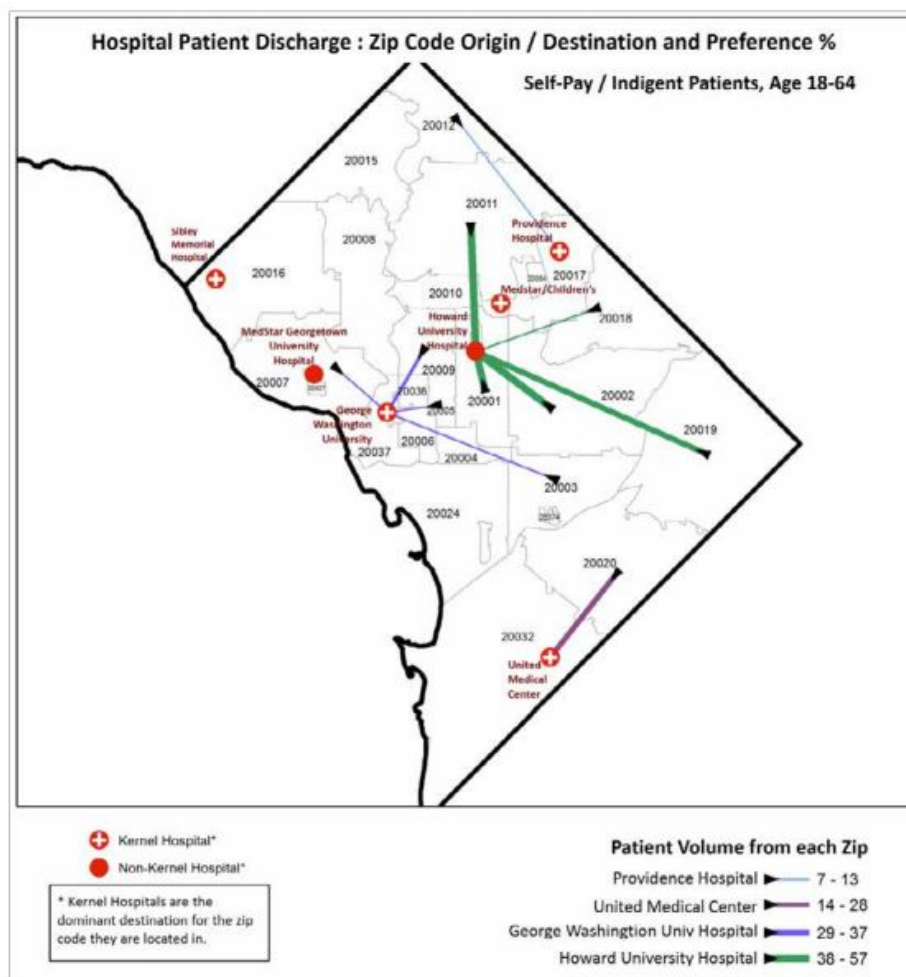 Hospital Patient Discharge : Zip Code Origin / Destination and Preference %
Self-Pay / Indigent Patients, Age 18-64
20012
20015
20011
20008
Providence
Hospital
Sibley
Memorial
Hospital
20016
20017
20064
20010
Medstar/Children's
Howard
University
Hospital
20018
MedStar Georgetown
University
Hospital
20009
20007
20057
20036
20001
20002
20005
George
Washington
University
20019
20006
20037
20004
20003
20024
20020
20032
United
Medical
Center
Kernel Hospital*
Non-Kernel Hospital*
* Kernel Hospitals are the
dominant destination for the zip
code they are located in.
Patient Volume from each Zip
Providence Hospital 7 - 13
United Medical Center 14 - 28
George Washington Univ Hospital 29 - 37
Howard University Hospital 38 - 57